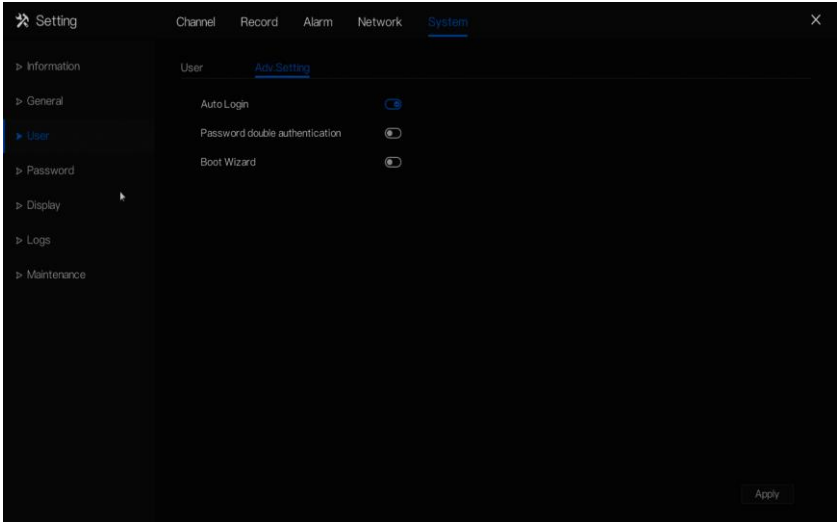 Setting Channel Record Alarm Network System
Information
General
User
Password
Display
Logs
Maintenance
User Adv.Setting
Auto Login
Password double authentication
Boot Wizard
Apply